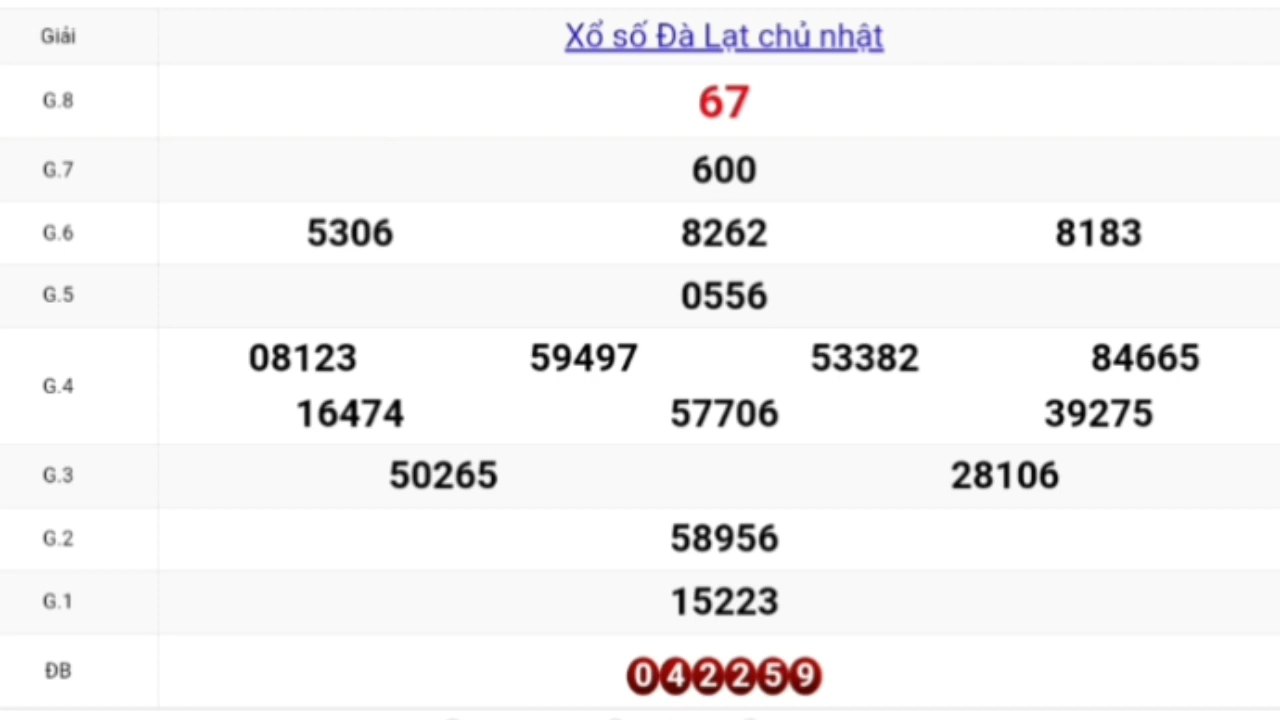 Giải Xổ số Đà Lạt chủ nhật
G.8 67
G.7 600
G.6 5306 8262 8183
G.5 0556
G.4 08123 59497 53382 84665
16474 57706 39275
G.3 50265 28106
G.2 58956
G.1 15223
ĐB 042259